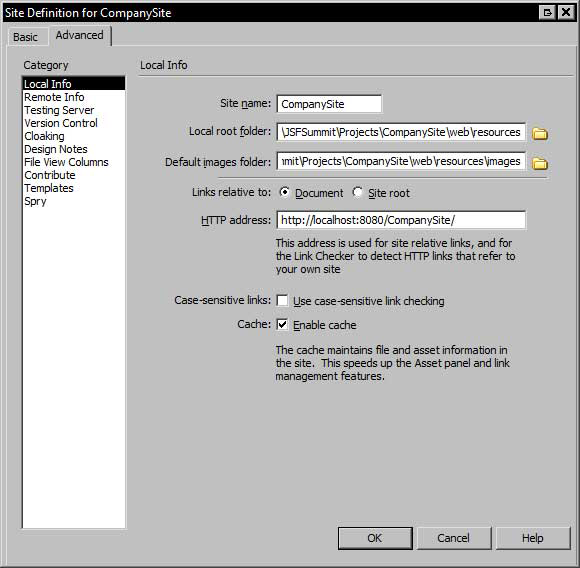 Site Definition for CompanySite
Basic
Advanced
Category
Local Info
Remote Info
Testing Server
Version Control
Cloaking
Design Notes
File View Columns
Contribute
Templates
Spry
Local Info
Site name: CompanySite
Local root folder: \JSFSummit\Projects\CompanySite\web\resources
Default images folder: mit\Projects\CompanySite\web\resources\images
Links relative to: Document Site root
HTTP address: http://localhost:8080/CompanySite/
This address is used for site relative links, and for
the Link Checker to detect HTTP links that refer to
your own site
Case-sensitive links: Use case-sensitive link checking
Cache: Enable cache
The cache maintains file and asset information in
the site. This speeds up the Asset panel and link
management features.
OK Cancel Help